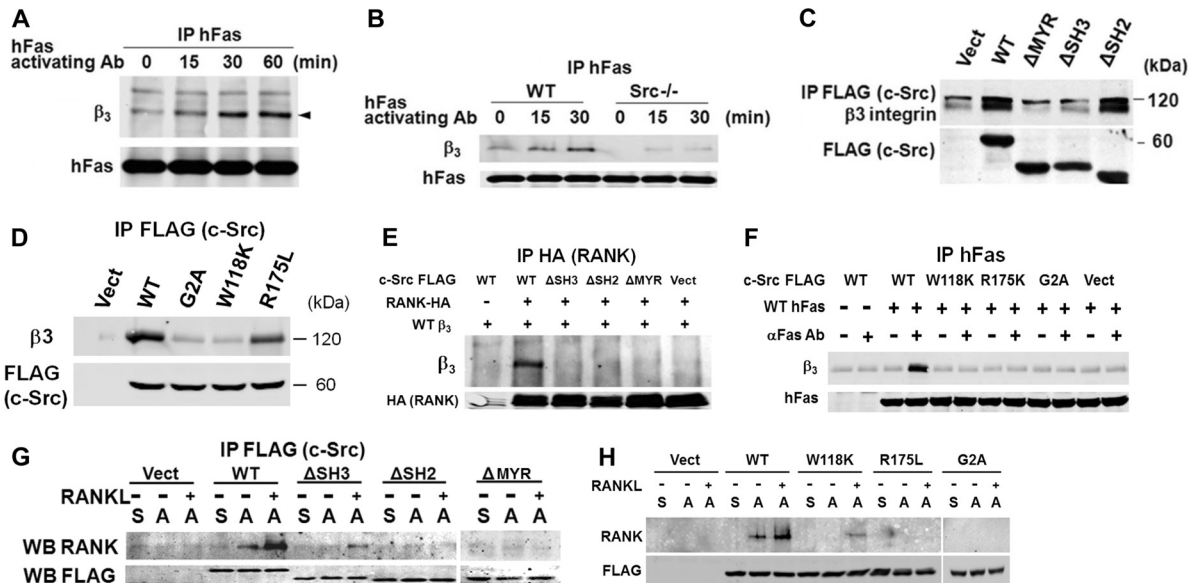 A
IP hFas
hFas
activating Ab 0 15 30 60 (min)
β3
hFas
B
IP hFas
WT Src-/-
hFas
activating Ab 0 15 30 0 15 30 (min)
β3
hFas
C
Vect WT ΔMYR ΔSH3 ΔSH2
(kDa)
IP FLAG (c-Src)
β3 integrin
120
FLAG (c-Src)
60
D
IP FLAG (c-Src)
Vect WT G2A W118K R175L
(kDa)
β3 120
FLAG
(c-Src)
60
E
IP HA (RANK)
c-Src FLAG WT WT ΔSH3 ΔSH2 ΔMYR Vect
RANK-HA - + + + + +
WT β3 + + + + + +
β3
HA (RANK)
F
IP hFas
c-Src FLAG WT WT W118K R175K G2A Vect
WT hFas - - + + + + + + + + + +
αFas Ab - + - + - + - + - + - +
β3
hFas
G
IP FLAG (c-Src)
Vect WT ΔSH3 ΔSH2 ΔMYR
RANKL - - + - - + - - + - - + - - +
S A A S A A S A A S A A S A A
WB RANK
WB FLAG
H
Vect WT W118K R175L G2A
RANKL - - + - - + - - + - - + - - +
S A A S A A S A A S A A S A A
RANK
FLAG